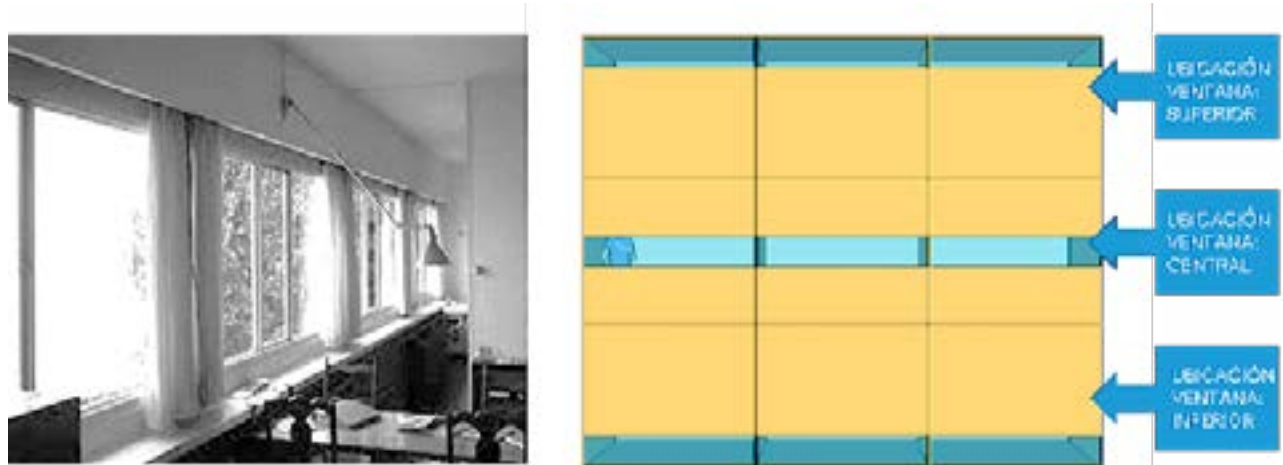 UBICACIÓN
VENTANA:
SUPERIOR
UBICACIÓN
VENTANA:
CENTRAL
UBICACIÓN
VENTANA:
INFERIOR